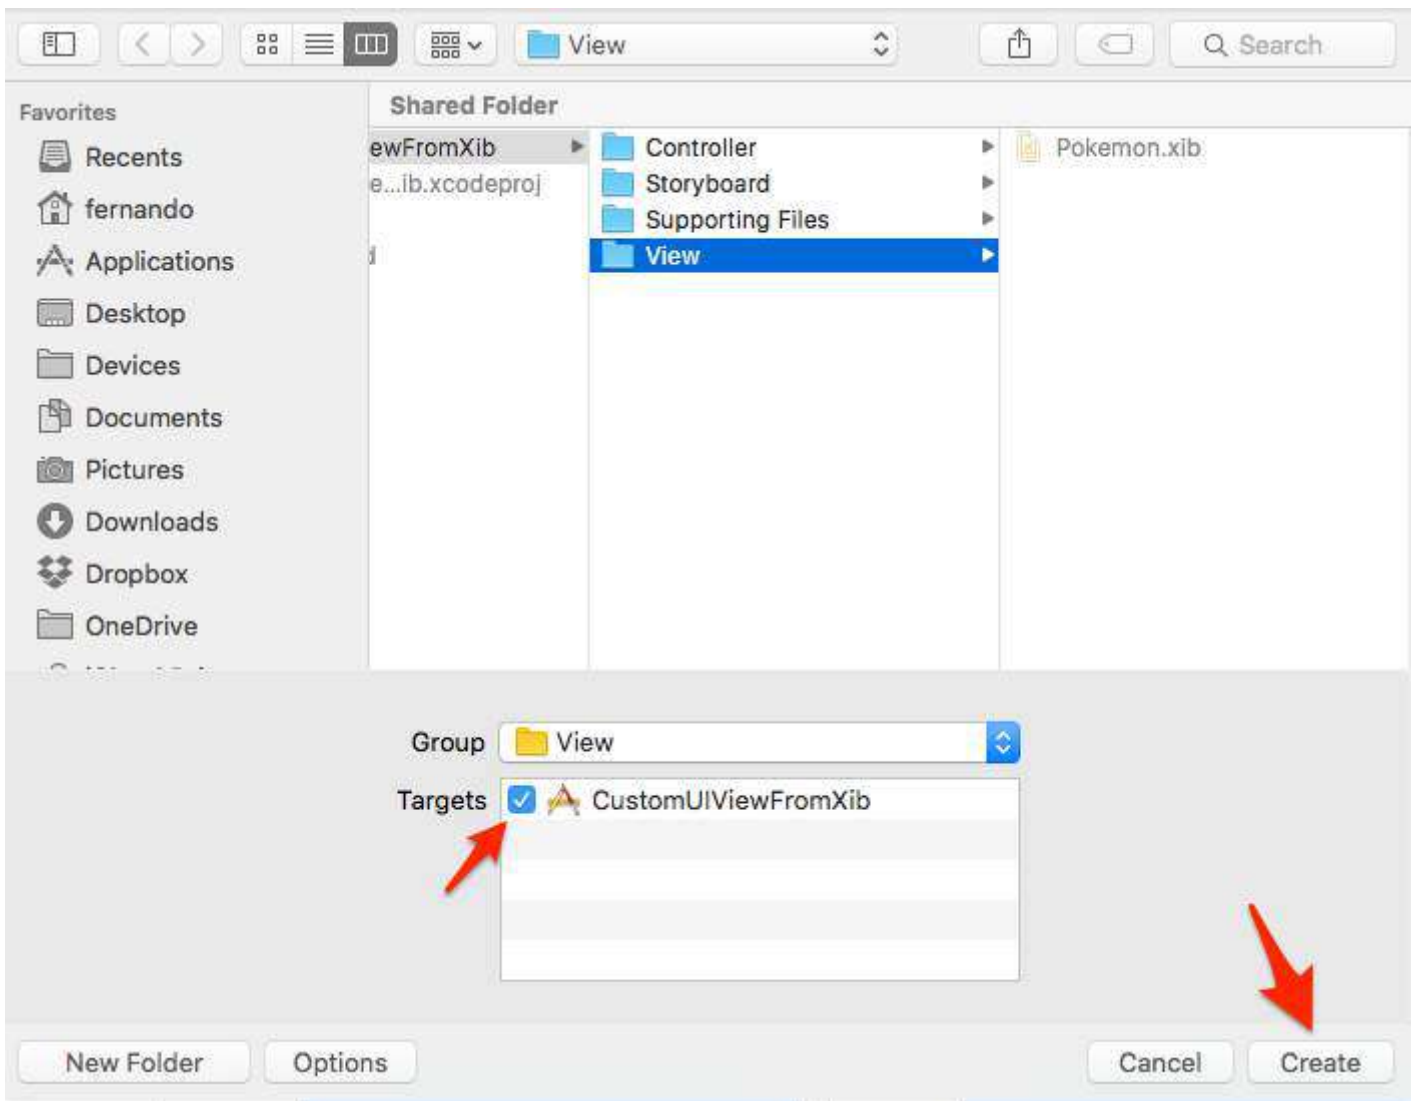 View
Search
Favorites
Shared Folder
Recents
fernando
Applications
Desktop
Devices
Documents
Pictures
Downloads
Dropbox
OneDrive
ewFromXib
e...ib.xcodeproj
d
Controller
Storyboard
Supporting Files
View
Pokemon.xib
Group View
Targets CustomUIViewFromXib
New Folder Options Cancel Create